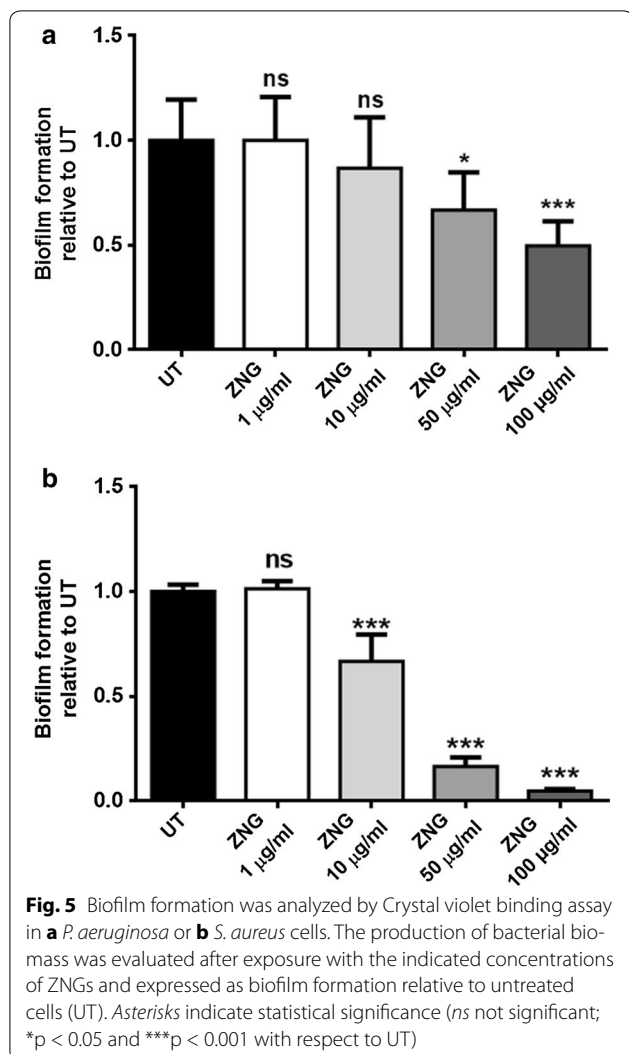 a
1.5
1.0
0.5
0.0
Biofilm formation
relative to UT
ns
ns
*
***
UT
ZNG
1 μg/ml
ZNG
10 μg/ml
ZNG
50 μg/ml
ZNG
100 μg/ml
b
1.5
1.0
0.5
0.0
Biofilm formation
relative to UT
ns
***
***
***
UT
ZNG
1 μg/ml
ZNG
10 μg/ml
ZNG
50 μg/ml
ZNG
100 μg/ml
Fig. 5 Biofilm formation was analyzed by Crystal violet binding assay
in a P. aeruginosa or b S. aureus cells. The production of bacterial bio-
mass was evaluated after exposure with the indicated concentrations
of ZNGs and expressed as biofilm formation relative to untreated
cells (UT). Asterisks indicate statistical significance (ns not significant;
*p < 0.05 and ***p < 0.001 with respect to UT)